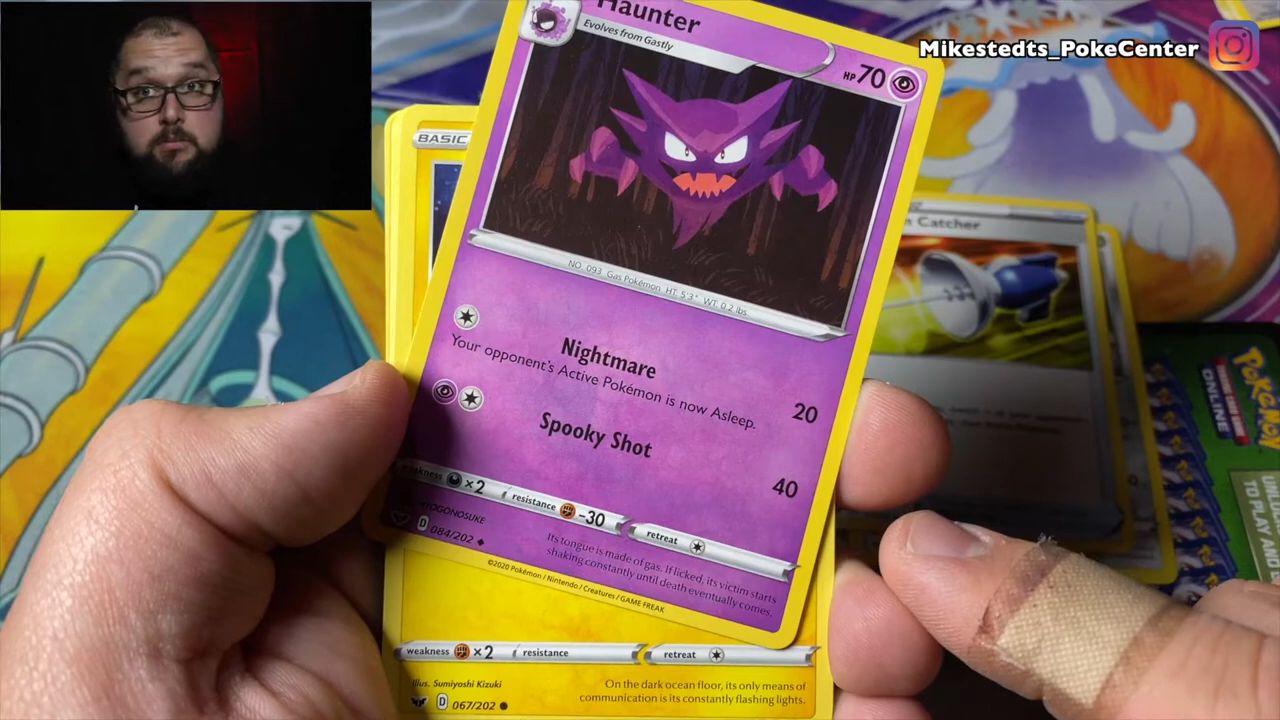 Mikestedts_PokeCenter
Haunter
Evolves from Gastly
HP 70
NO. 093 Gas Pokémon HT: 5'3" WT: 0.2 lbs.
Nightmare
20
Your opponent's Active Pokémon is now Asleep.
Spooky Shot
40
weakness ×2 resistance -30 retreat
D 084/202
Its tongue is made of gas. If licked, its victim starts
shaking constantly until death eventually comes.
©2020 Pokémon / Nintendo / Creatures / GAME FREAK
BASIC
weakness ×2 resistance retreat
Illus. Sumiyoshi Kizuki
D 067/202
On the dark ocean floor, its only means of
communication is its constantly flashing lights.
Catcher
POKÉMON
ONLINE
TO PLAY AND